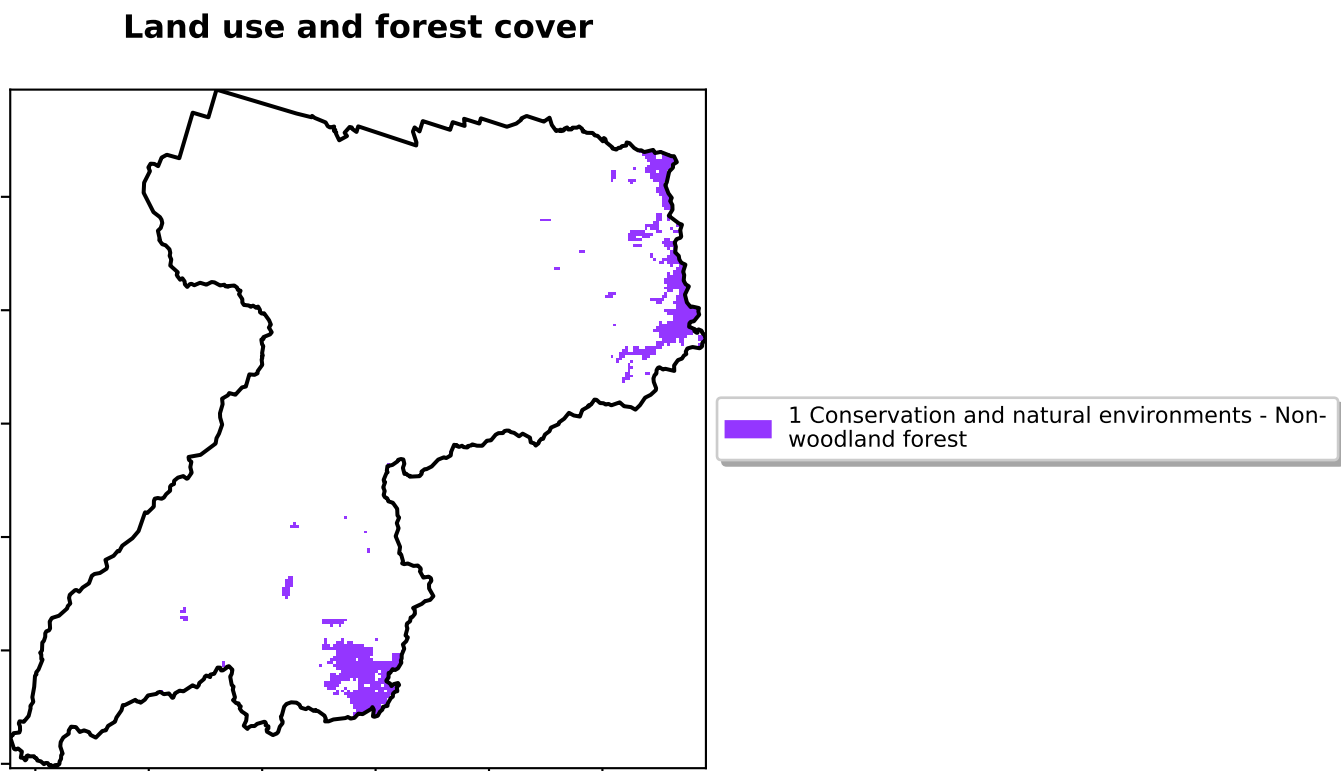 Land use and forest cover
1 Conservation and natural environments - Non-
woodland forest